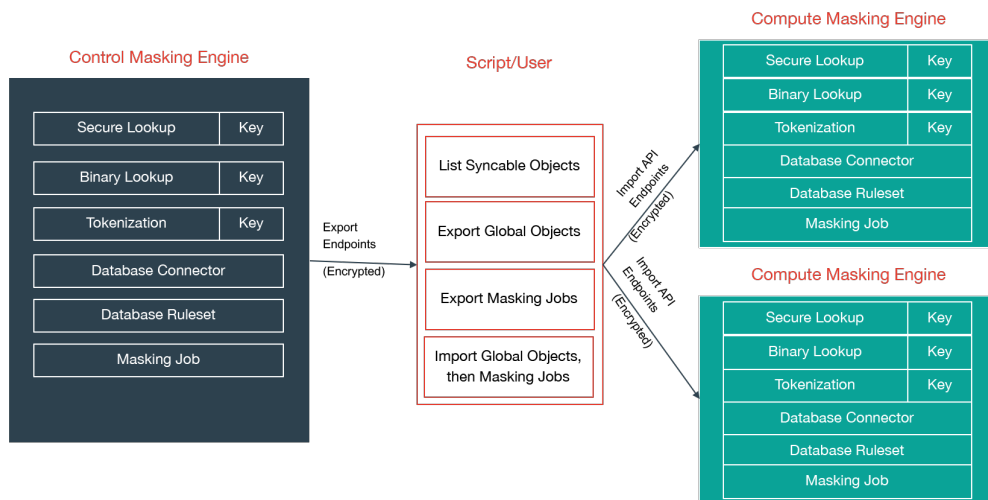 Control Masking Engine
Secure Lookup Key
Binary Lookup Key
Tokenization Key
Database Connector
Database Ruleset
Masking Job
Export
Endpoints
(Encrypted)
Script/User
List Syncable Objects
Export Global Objects
Export Masking Jobs
Import Global Objects,
then Masking Jobs
Import API
Endpoints
(Encrypted)
Import API
Endpoints
(Encrypted)
Compute Masking Engine
Secure Lookup Key
Binary Lookup Key
Tokenization Key
Database Connector
Database Ruleset
Masking Job
Compute Masking Engine
Secure Lookup Key
Binary Lookup Key
Tokenization Key
Database Connector
Database Ruleset
Masking Job